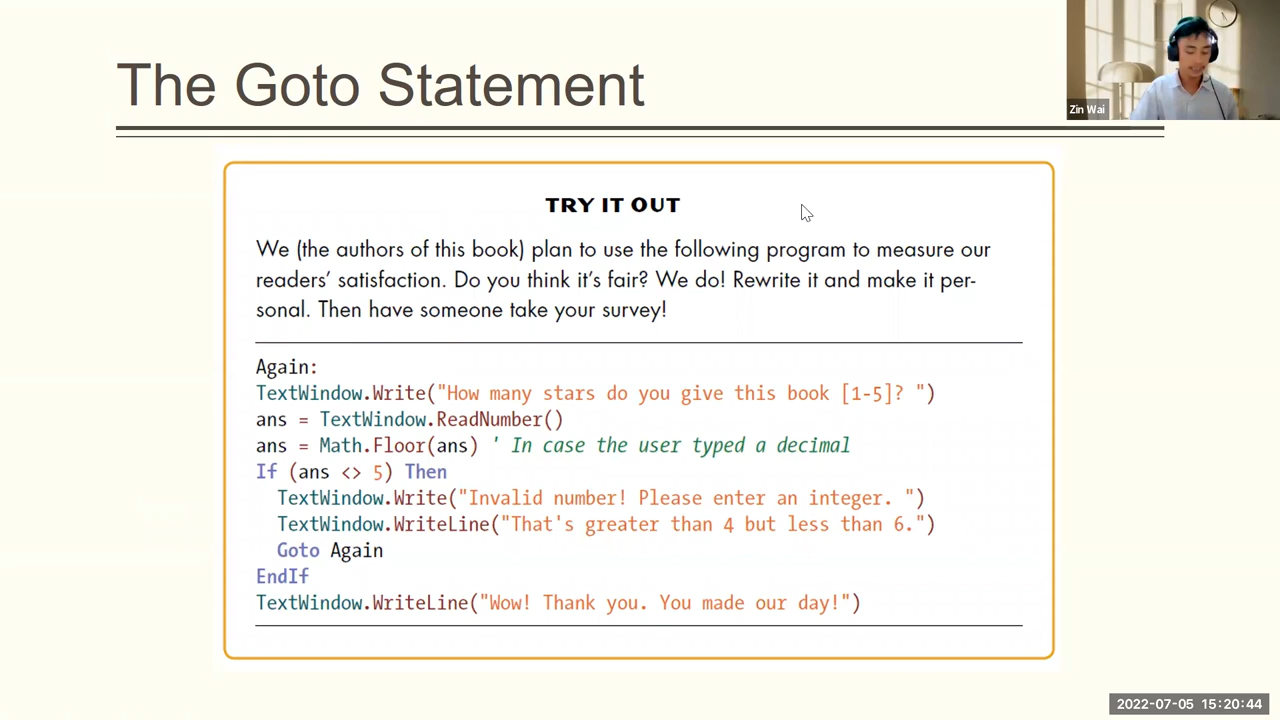 The Goto Statement
Zin Wai
TRY IT OUT
We (the authors of this book) plan to use the following program to measure our
readers' satisfaction. Do you think it's fair? We do! Rewrite it and make it per-
sonal. Then have someone take your survey!
Again:
TextWindow.Write("How many stars do you give this book [1-5]? ")
ans = TextWindow.ReadNumber()
ans = Math.Floor(ans) ' In case the user typed a decimal
If (ans <> 5) Then
  TextWindow.Write("Invalid number! Please enter an integer. ")
  TextWindow.WriteLine("That's greater than 4 but less than 6.")
  Goto Again
EndIf
TextWindow.WriteLine("Wow! Thank you. You made our day!")
2022-07-05 15:20:44